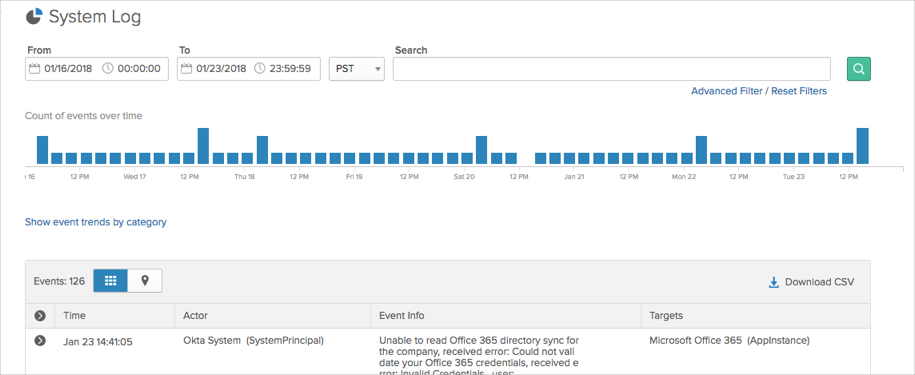 System Log
From To Search
01/16/2018 00:00:00 01/23/2018 23:59:59 PST
Advanced Filter / Reset Filters
Count of events over time
e 16 12 PM Wed 17 12 PM Thu 18 12 PM Fri 19 12 PM Sat 20 12 PM Jan 21 12 PM Mon 22 12 PM Tue 23 12 PM
Show event trends by category
Events: 126 Download CSV
Time Actor Event Info Targets
Jan 23 14:41:05 Okta System (SystemPrincipal) Unable to read Office 365 directory sync for Microsoft Office 365 (AppInstance)
the company, received error: Could not vali
date your Office 365 credentials, received e
rror: Invalid Credentials., user: